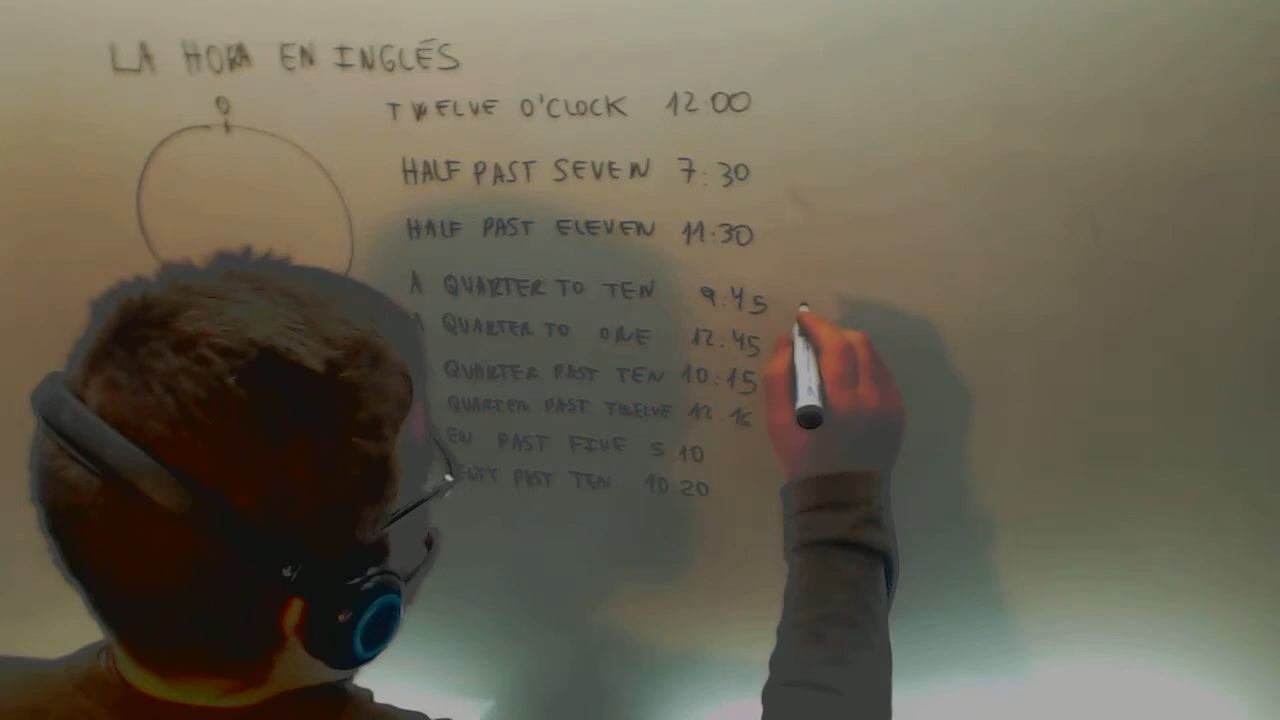 LA HORA EN INGLÉS
TWELVE O'CLOCK 12:00
HALF PAST SEVEN 7:30
HALF PAST ELEVEN 11:30
A QUARTER TO TEN 9:45
A QUARTER TO ONE 12:45
QUARTER PAST TEN 10:15
QUARTER PAST TWELVE 12:15
EN PAST FIVE 5 10
ENTY PAST TEN 10:20